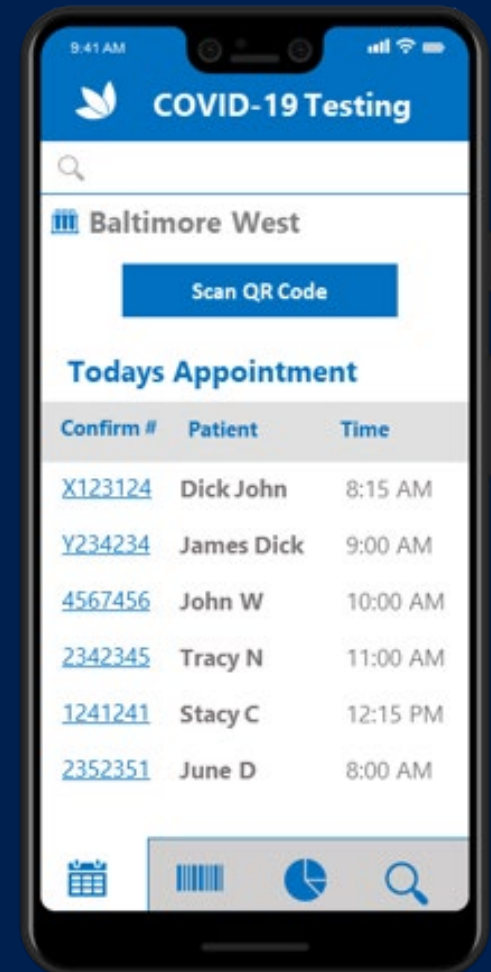 9:41 AM
COVID-19 Testing
Baltimore West
Scan QR Code
Todays Appointment
Confirm # Patient Time
X123124 Dick John 8:15 AM
Y234234 James Dick 9:00 AM
4567456 John W 10:00 AM
2342345 Tracy N 11:00 AM
1241241 Stacy C 12:15 PM
2352351 June D 8:00 AM